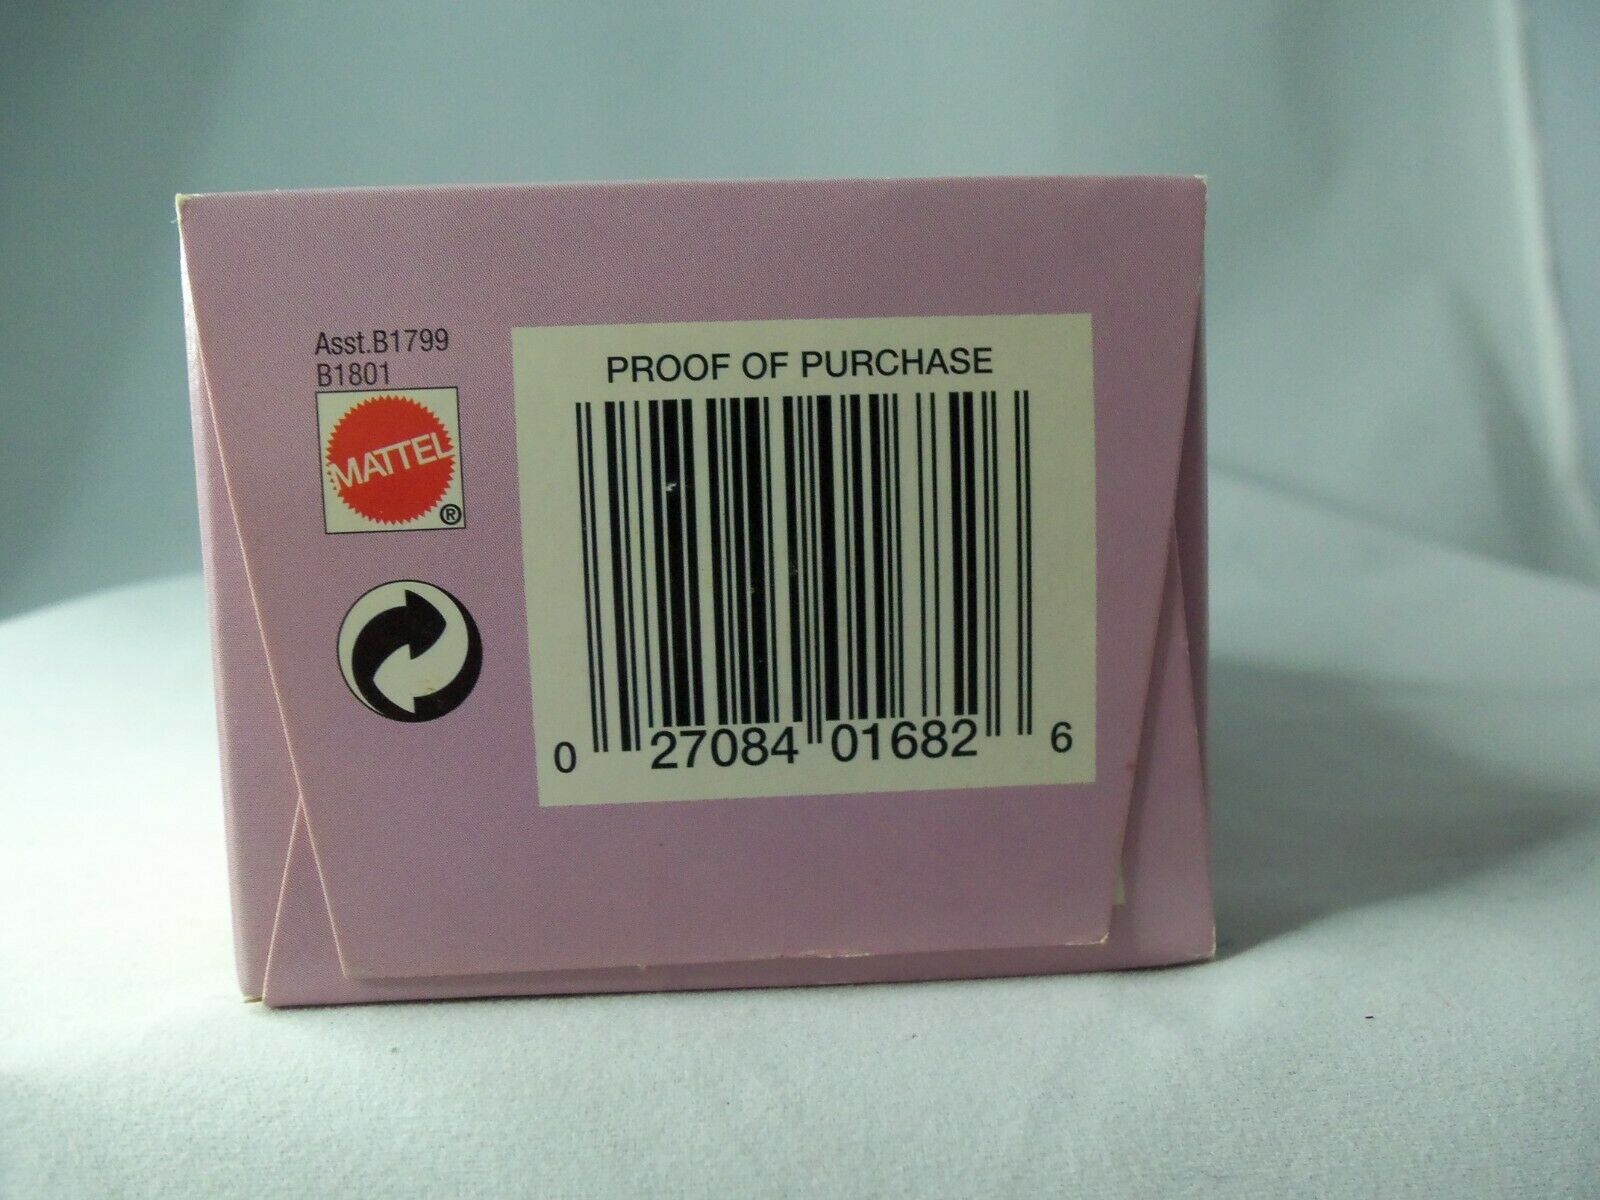 Asst.B1799
B1801
MATTEL
®
PROOF OF PURCHASE
0 27084 01682 6